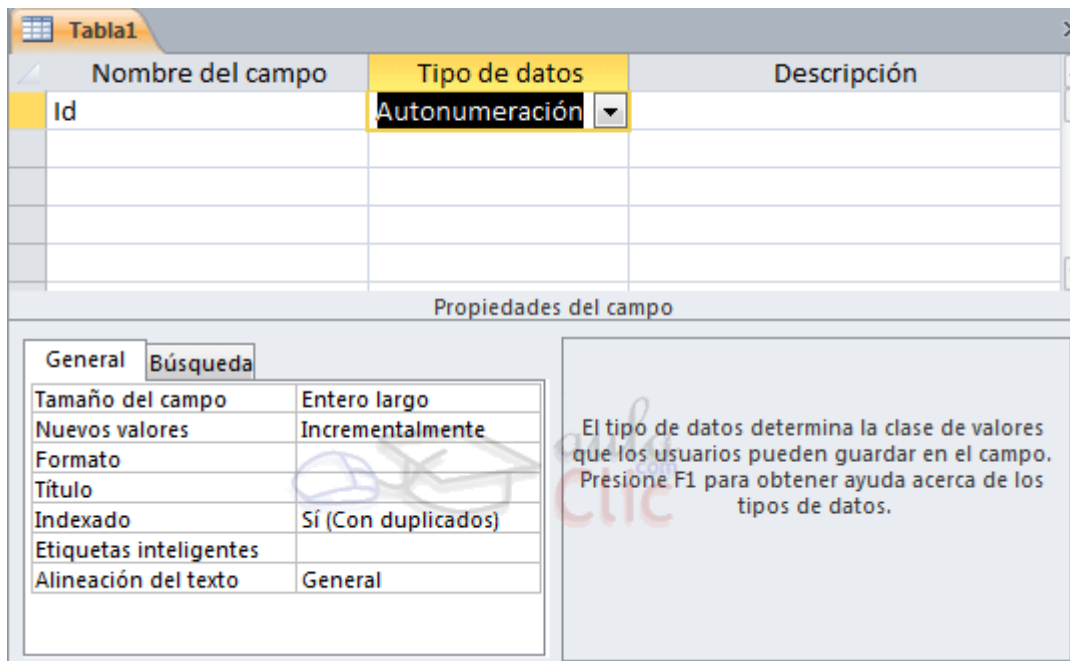 Tabla1
Nombre del campo Tipo de datos Descripción
Id Autonumeración
Propiedades del campo
General Búsqueda
Tamaño del campo Entero largo
Nuevos valores Incrementalmente
Formato
Título
Indexado Sí (Con duplicados)
Etiquetas inteligentes
Alineación del texto General
El tipo de datos determina la clase de valores
que los usuarios pueden guardar en el campo.
Presione F1 para obtener ayuda acerca de los
tipos de datos.
aula
Clic
.com